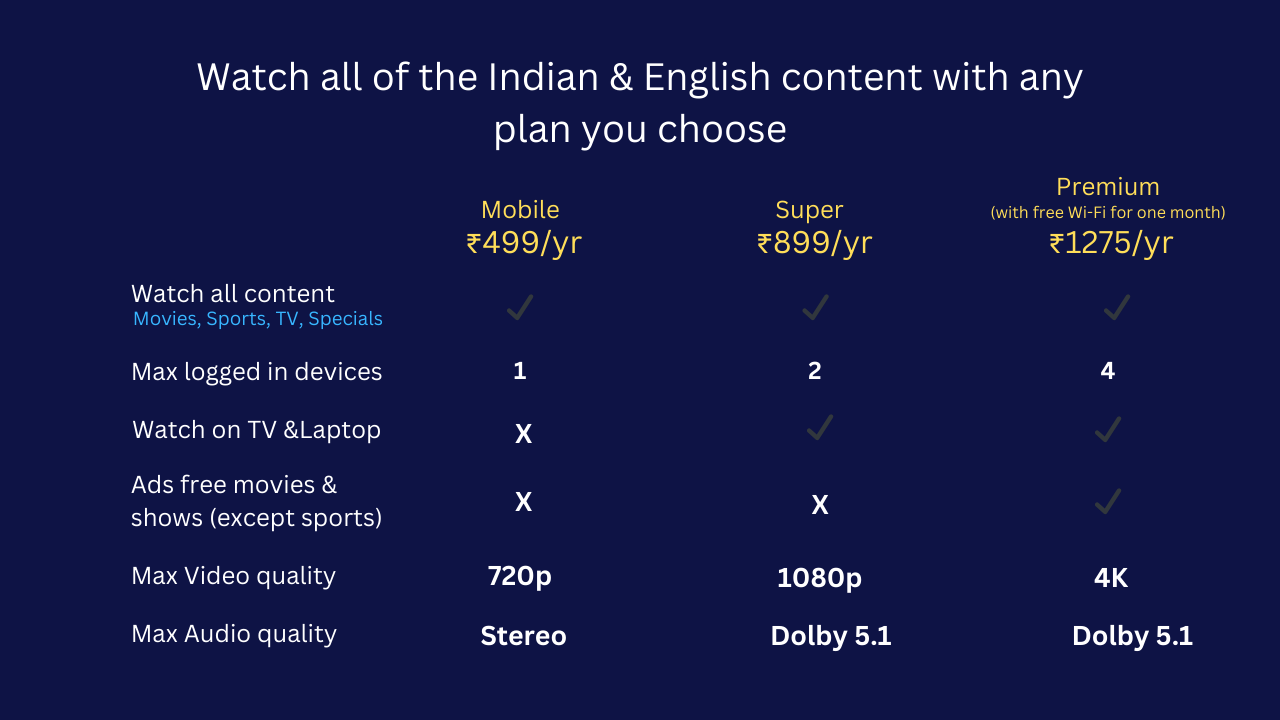 Watch all of the Indian & English content with any
plan you choose
Mobile
₹499/yr
Super
₹899/yr
Premium
(with free Wi-Fi for one month)
₹1275/yr
Watch all content
Movies, Sports, TV, Specials
Max logged in devices 1 2 4
Watch on TV &Laptop X
Ads free movies &
shows (except sports) X X
Max Video quality 720p 1080p 4K
Max Audio quality Stereo Dolby 5.1 Dolby 5.1